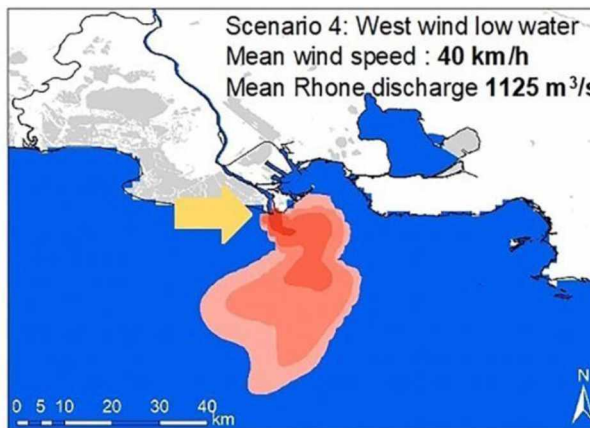 Scenario 4: West wind low water
Mean wind speed : 40 km/h
Mean Rhone discharge 1125 m³/s
N
0 5 10 20 30 40
km